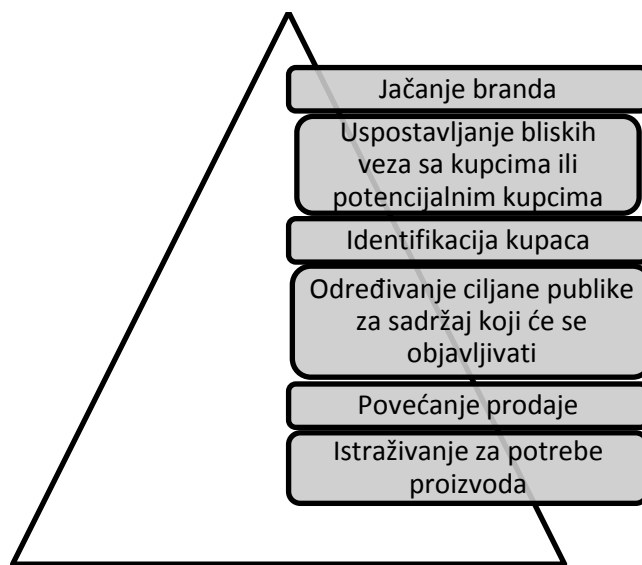 Jačanje branda
Uspostavljanje bliskih
veza sa kupcima ili
potencijalnim kupcima
Identifikacija kupaca
Određivanje ciljane publike
za sadržaj koji će se
objavljivati
Povećanje prodaje
Istraživanje za potrebe
proizvoda